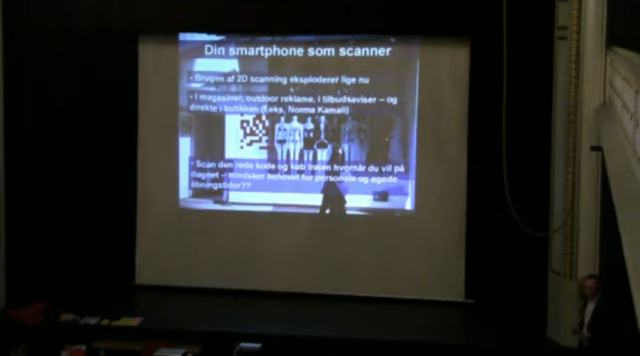 Din smartphone som scanner
• Brugen af 2D scanning eksploderer lige nu
• I magasiner, outdoor reklame, i tilbudsaviser – og
direkte i butikken (f.eks. Norma Kamali)
• Scan den røde kode og køb trøjen hvornår du vil på
døgnet – mindsker behovet for personale og øgede
åbningstider??